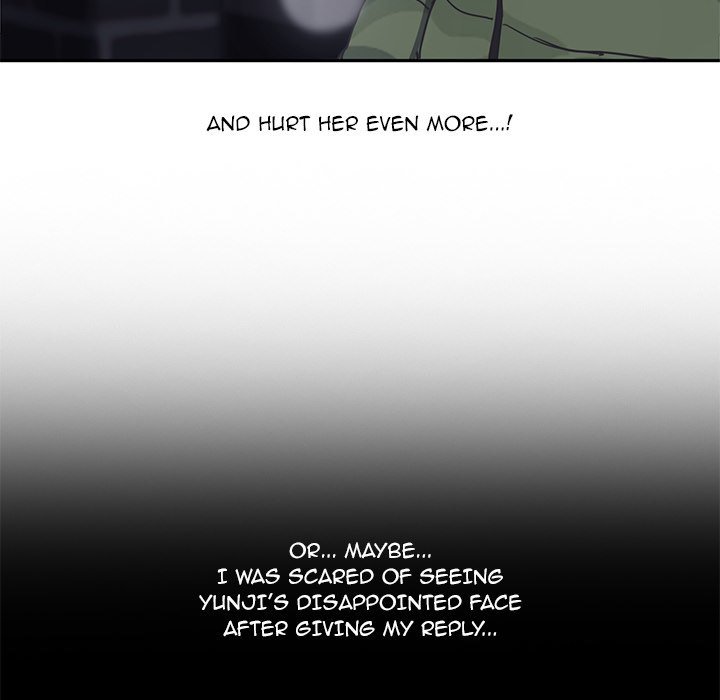 AND HURT HER EVEN MORE...!
OR... MAYBE...
I WAS SCARED OF SEEING
YUNJI'S DISAPPOINTED FACE
AFTER GIVING MY REPLY...